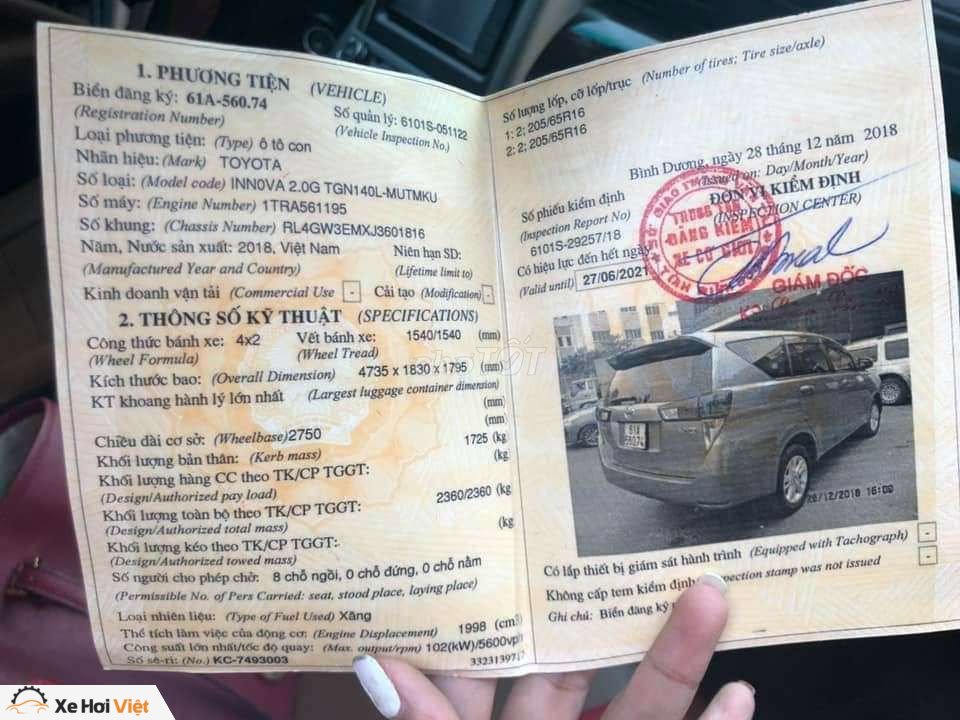 1. PHƯƠNG TIỆN (VEHICLE)
Biển đăng ký: 61A-560.74
(Registration Number)
Số quản lý: 6101S-051122
(Vehicle Inspection No.)
Loại phương tiện: (Type) ô tô con
Nhãn hiệu: (Mark) TOYOTA
Số loại: (Model code) INN0VA 2.0G TGN140L-MUTMKU
Số máy: (Engine Number) 1TRA561195
Số khung: (Chassis Number) RL4GW3EMXJ3601816
Năm, Nước sản xuất: 2018, Việt Nam
Niên hạn SD:
(Manufactured Year and Country)
(Lifetime limit to)
Kinh doanh vận tải (Commercial Use -
Cải tạo (Modification) -
2. THÔNG SỐ KỸ THUẬT (SPECIFICATIONS)
Công thức bánh xe: 4x2
Vết bánh xe: 1540/1540 (mm)
(Wheel Formula)
(Wheel Tread)
Kích thước bao: (Overall Dimension) 4735 x 1830 x 1795 (mm)
KT khoang hành lý lớn nhất (Largest luggage container dimension)
(mm)
(mm)
Chiều dài cơ sở: (Wheelbase)2750
Khối lượng bản thân: (Kerb mass) 1725 (kg
Khối lượng hàng CC theo TK/CP TGGT: (kg
(Design/Authorized pay load)
Khối lượng toàn bộ theo TK/CP TGGT: 2360/2360 (kg
(Design/Authorized total mass)
Khối lượng kéo theo TK/CP TGGT: (kg
(Design/Authorized towed mass)
Số người cho phép chở: 8 chỗ ngồi, 0 chỗ đứng, 0 chỗ nằm
(Permissible No. of Pers Carried: seat, stood place, laying place)
Loại nhiên liệu: (Type of Fuel Used) Xăng
Thể tích làm việc của động cơ: (Engine Displacement) 1998 (cm3
Công suất lớn nhất/tốc độ quay: (Max. output/rpm) 102(kW)/5600vph
Số sê-ri: (No.) KC-7493003
Số lượng lốp, cỡ lốp/trục (Number of tires; Tire size/axle)
1: 2; 205/65R16
2: 2; 205/65R16
Bình Dương, ngày 28 tháng 12 năm 2018
Issued on: Day/Month/Year)
Số phiếu kiểm định
ĐƠN VỊ KIỂM ĐỊNH
(Inspection Report No)
(INSPECTION CENTER)
6101S-29257/18
Có hiệu lực đến hết ngày
(Valid until) 27/06/2021
TRUNG TÂM
ĐĂNG KIỂM
XE CƠ GIỚI
GIÁM ĐỐC
61A
56074
28/12/2018 16:09
Có lắp thiết bị giám sát hành trình (Equipped with Tachograph) -
Không cấp tem kiểm định spection stamp was not issued -
Ghi chú: Biển đăng ký
CHỢ TỐT
Xe Hơi Việt